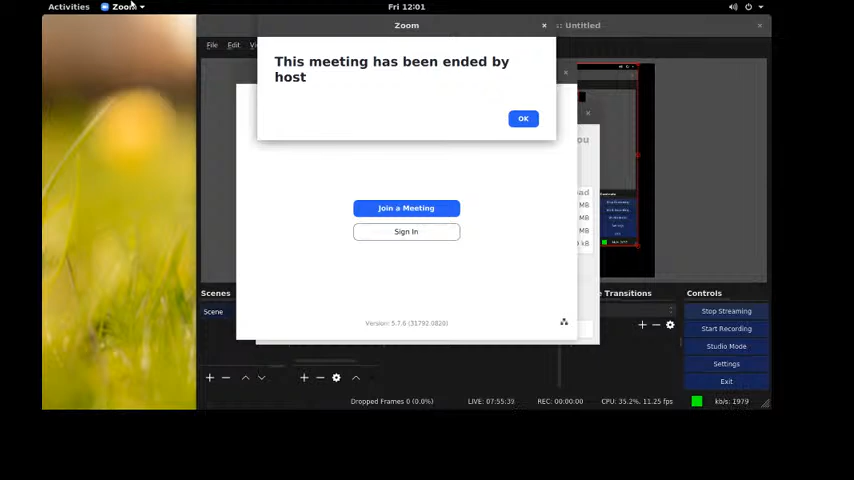 Activities
Zoom
Fri 12:01
Zoom
Untitled
This meeting has been ended by
host
OK
File
Edit
Join a Meeting
Sign In
Version: 5.7.6 (31792.0820)
MB
MB
kB
Scenes
Scene
Transitions
Controls
Stop Streaming
Start Recording
Studio Mode
Settings
Exit
Dropped Frames 0 (0.0%)
LIVE: 07:55:39
REC: 00:00:00
CPU: 35.2%, 11.25 fps
kb/s: 1979